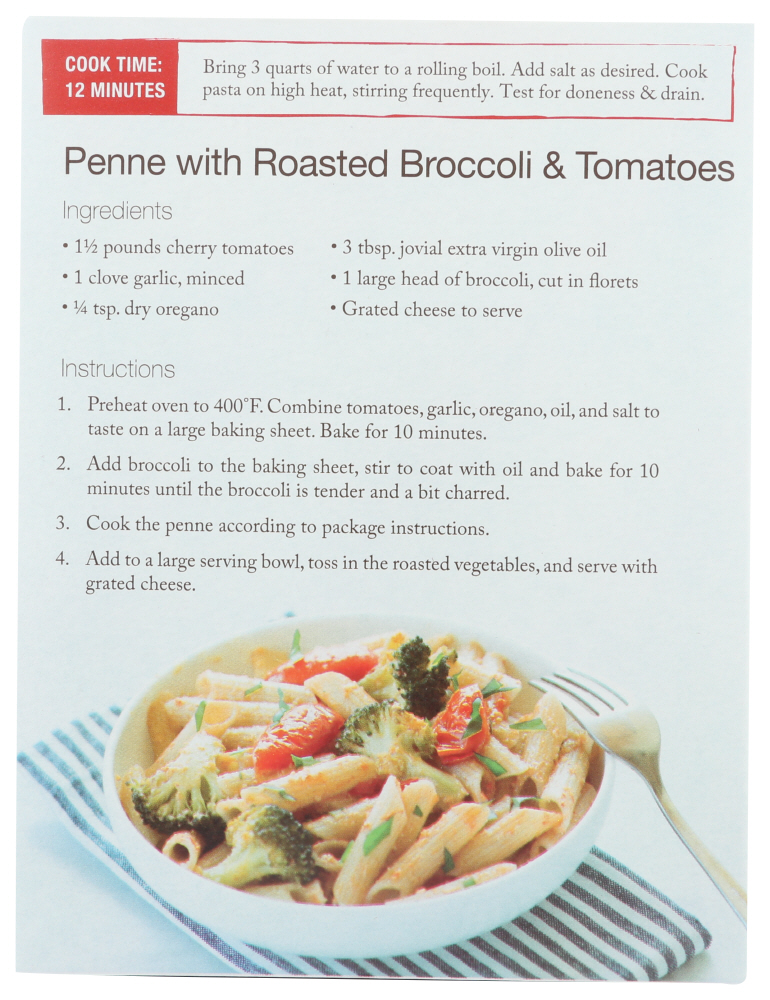 COOK TIME:
12 MINUTES
Bring 3 quarts of water to a rolling boil. Add salt as desired. Cook
pasta on high heat, stirring frequently. Test for doneness & drain.
Penne with Roasted Broccoli & Tomatoes
Ingredients
• 1½ pounds cherry tomatoes
• 1 clove garlic, minced
• ¼ tsp. dry oregano
• 3 tbsp. jovial extra virgin olive oil
• 1 large head of broccoli, cut in florets
• Grated cheese to serve
Instructions
1. Preheat oven to 400°F. Combine tomatoes, garlic, oregano, oil, and salt to
taste on a large baking sheet. Bake for 10 minutes.
2. Add broccoli to the baking sheet, stir to coat with oil and bake for 10
minutes until the broccoli is tender and a bit charred.
3. Cook the penne according to package instructions.
4. Add to a large serving bowl, toss in the roasted vegetables, and serve with
grated cheese.